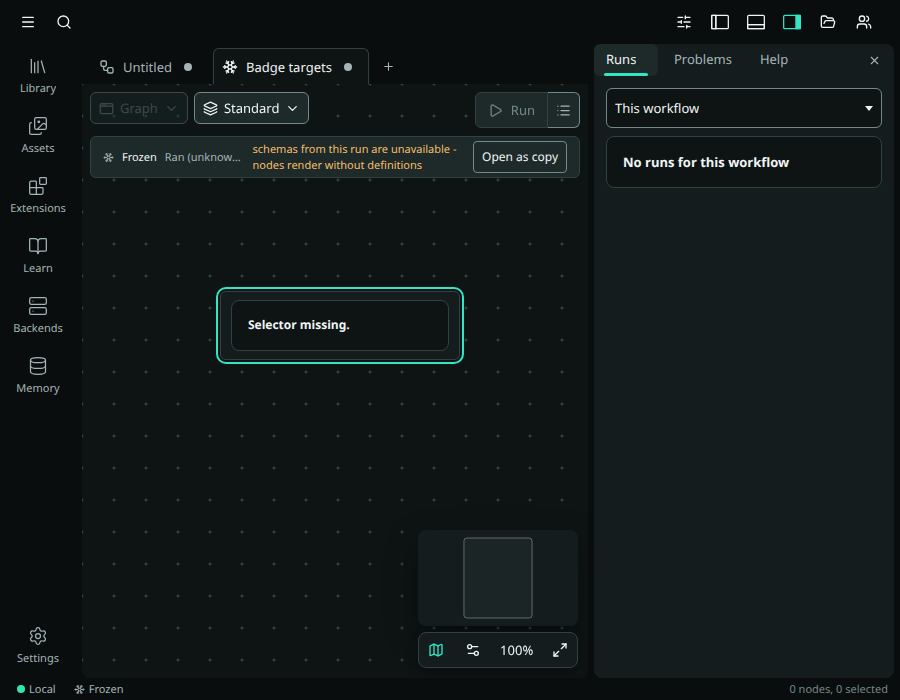 Untitled
Badge targets
Runs
Problems
Help
Library
Assets
Extensions
Learn
Backends
Memory
Settings
Graph
Standard
Run
This workflow
Frozen
Ran (unknow...
schemas from this run are unavailable -
nodes render without definitions
Open as copy
No runs for this workflow
Selector missing.
100%
Local
Frozen
0 nodes, 0 selected